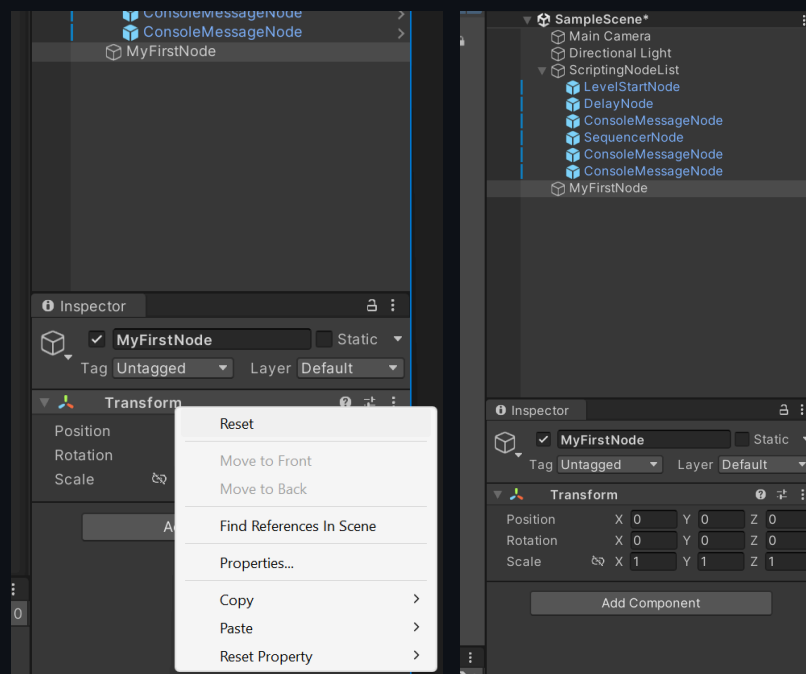 ConsoleMessageNode
ConsoleMessageNode
MyFirstNode
Inspector
MyFirstNode
Static
Tag Untagged Layer Default
Transform
Position
Rotation
Scale
A
0
Reset
Move to Front
Move to Back
Find References In Scene
Properties...
Copy
Paste
Reset Property
SampleScene*
Main Camera
Directional Light
ScriptingNodeList
LevelStartNode
DelayNode
ConsoleMessageNode
SequencerNode
ConsoleMessageNode
ConsoleMessageNode
MyFirstNode
Inspector
MyFirstNode Static
Tag Untagged Layer Default
Transform
Position X 0 Y 0 Z 0
Rotation X 0 Y 0 Z 0
Scale X 1 Y 1 Z 1
Add Component